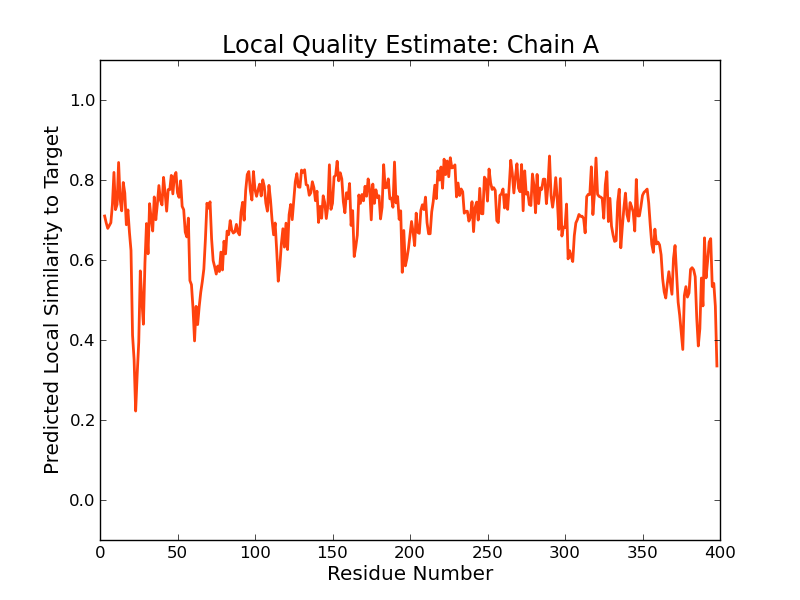 Local Quality Estimate: Chain A
Predicted Local Similarity to Target
1.0
0.8
0.6
0.4
0.2
0.0
0 50 100 150 200 250 300 350 400
Residue Number